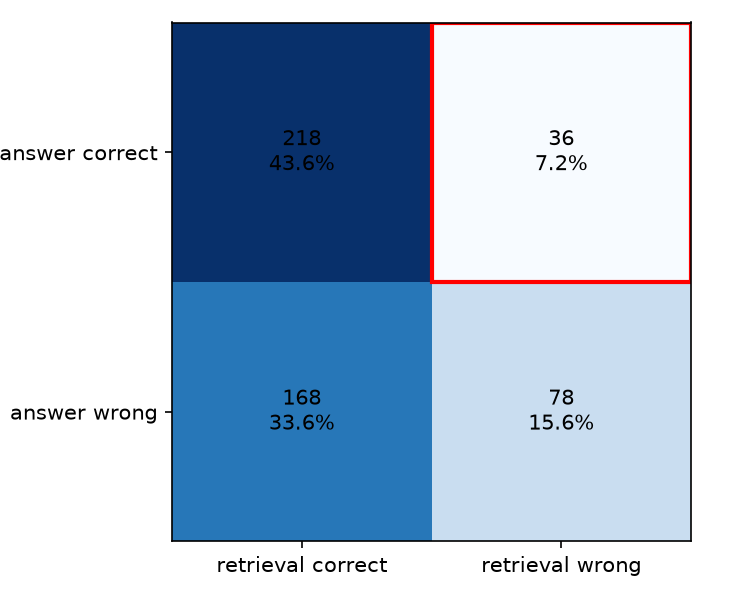 answer correct
218
43.6%
36
7.2%
answer wrong
168
33.6%
78
15.6%
retrieval correct
retrieval wrong